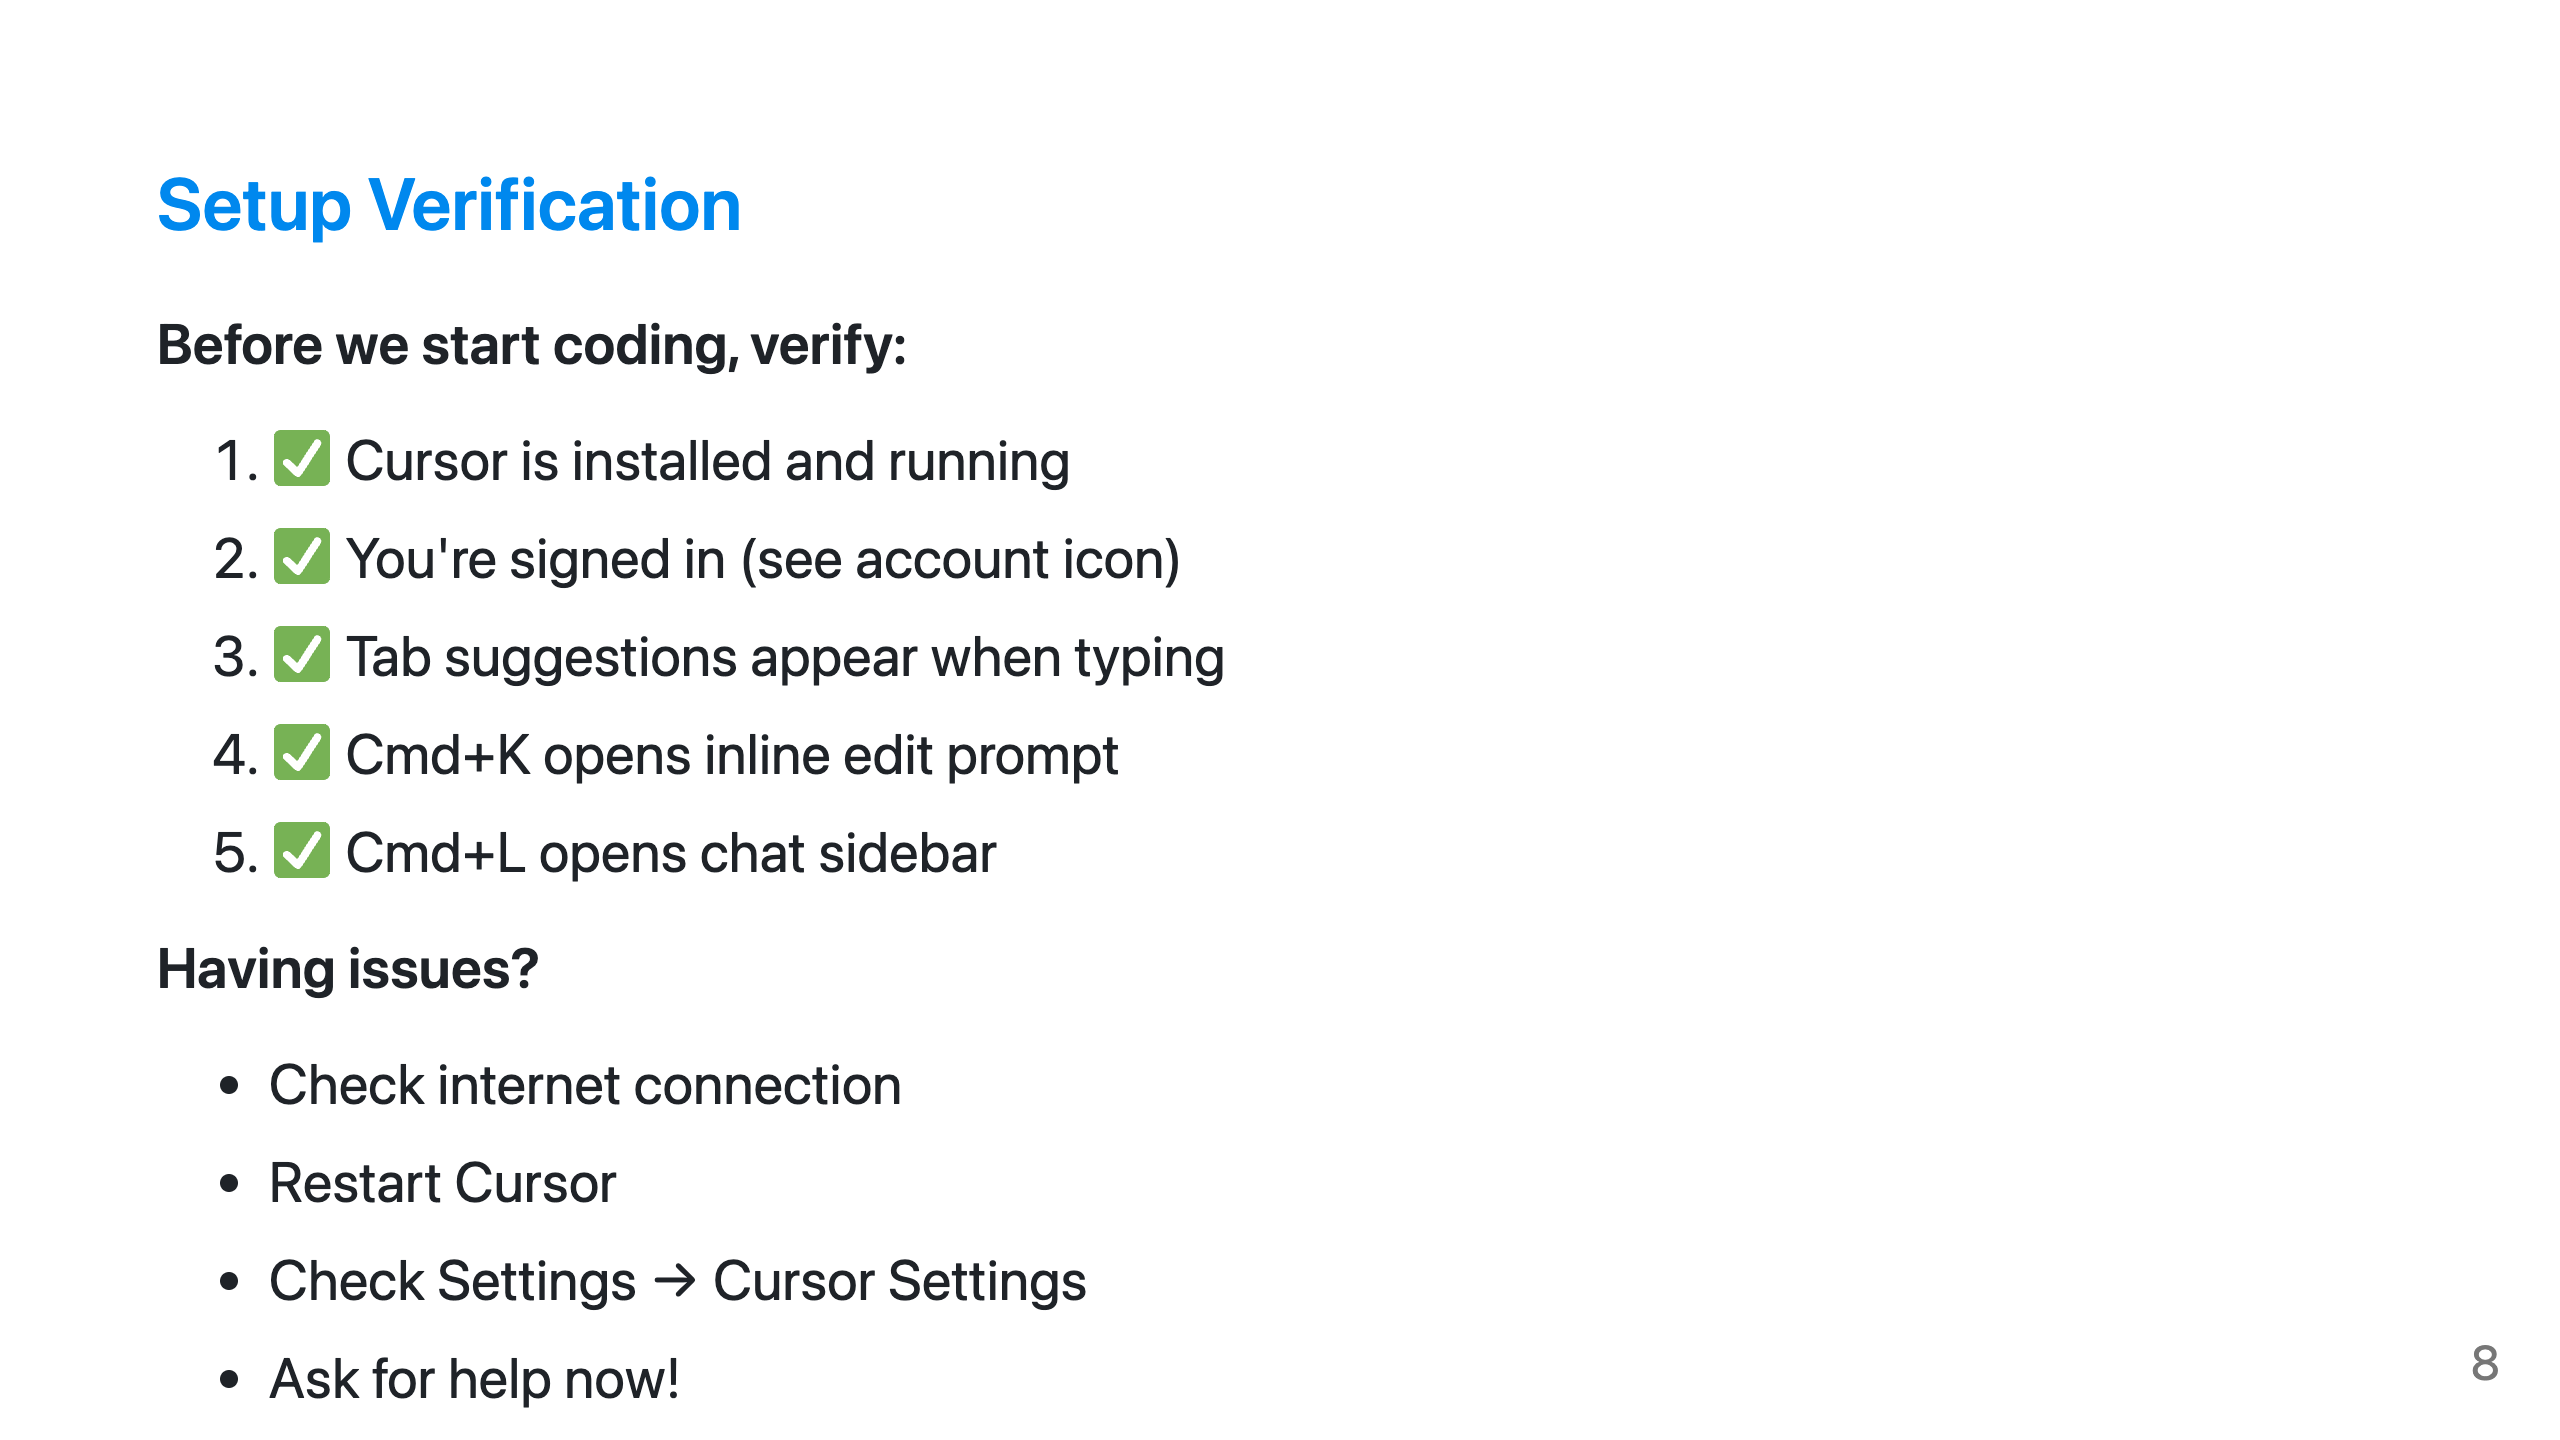 Setup Verification
Before we start coding, verify:
1. ✅ Cursor is installed and running
2. ✅ You're signed in (see account icon)
3. ✅ Tab suggestions appear when typing
4. ✅ Cmd+K opens inline edit prompt
5. ✅ Cmd+L opens chat sidebar
Having issues?
• Check internet connection
• Restart Cursor
• Check Settings → Cursor Settings
• Ask for help now!
8